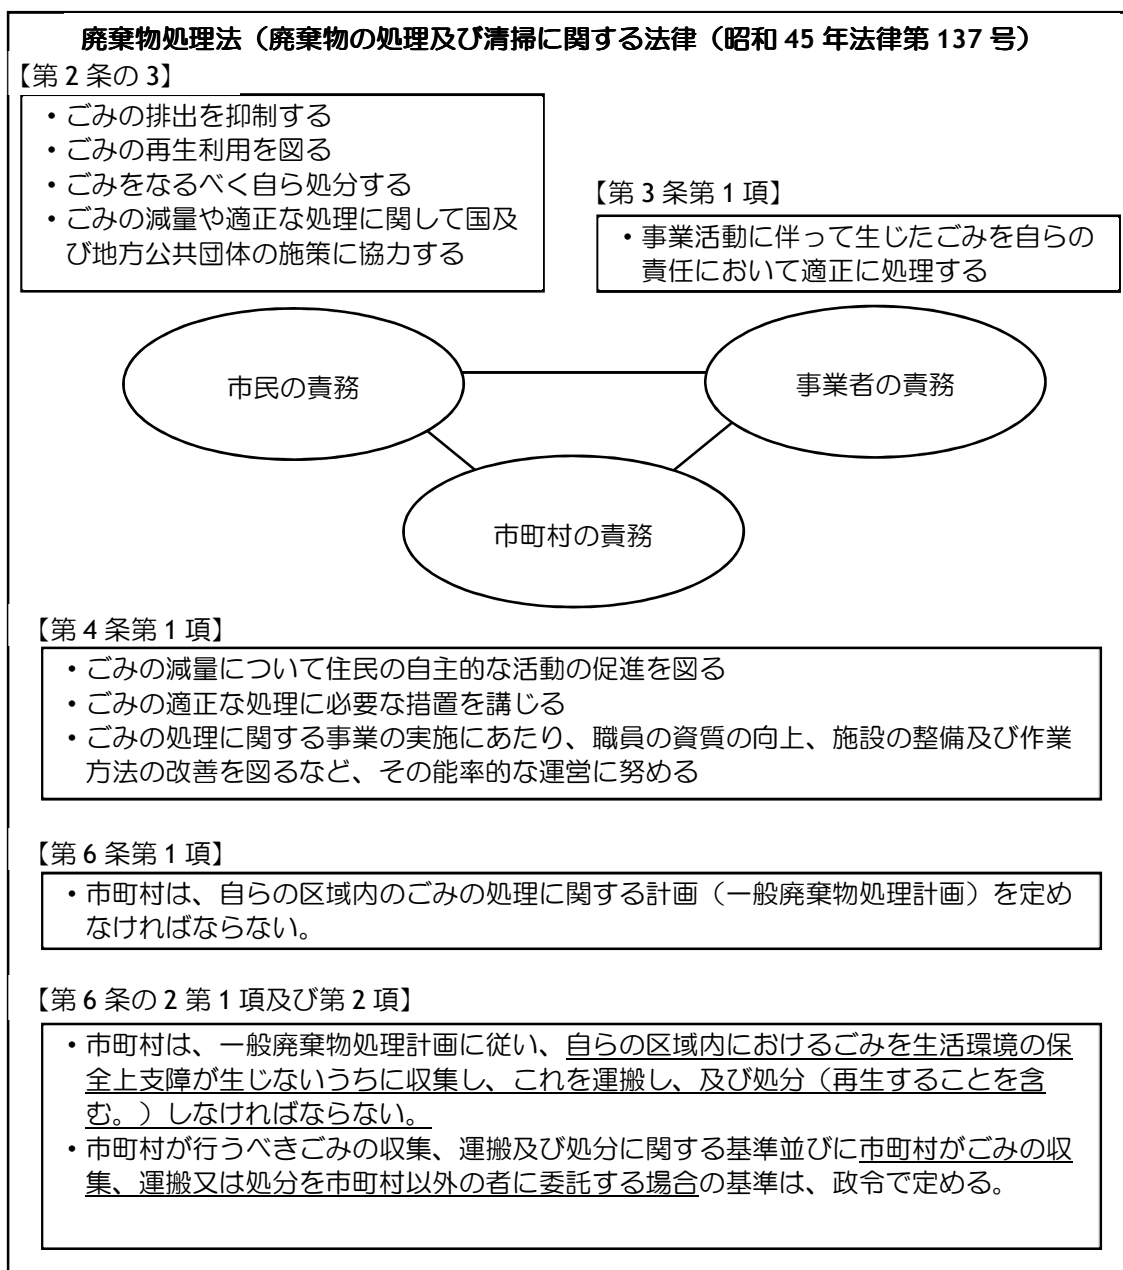 廃棄物処理法（廃棄物の処理及び清掃に関する法律（昭和 45 年法律第 137 号）
【第 2 条の 3】
・ごみの排出を抑制する
・ごみの再生利用を図る
・ごみをなるべく自ら処分する
・ごみの減量や適正な処理に関して国及
び地方公共団体の施策に協力する
【第 3 条第 1 項】
・事業活動に伴って生じたごみを自らの
責任において適正に処理する
市民の責務
事業者の責務
市町村の責務
【第 4 条第 1 項】
・ごみの減量について住民の自主的な活動の促進を図る
・ごみの適正な処理に必要な措置を講じる
・ごみの処理に関する事業の実施にあたり、職員の資質の向上、施設の整備及び作業
方法の改善を図るなど、その能率的な運営に努める
【第 6 条第 1 項】
・市町村は、自らの区域内のごみの処理に関する計画（一般廃棄物処理計画）を定め
なければならない。
【第 6 条の 2 第 1 項及び第 2 項】
・市町村は、一般廃棄物処理計画に従い、自らの区域内におけるごみを生活環境の保
全上支障が生じないうちに収集し、これを運搬し、及び処分（再生することを含
む。）しなければならない。
・市町村が行うべきごみの収集、運搬及び処分に関する基準並びに市町村がごみの収
集、運搬又は処分を市町村以外の者に委託する場合の基準は、政令で定める。